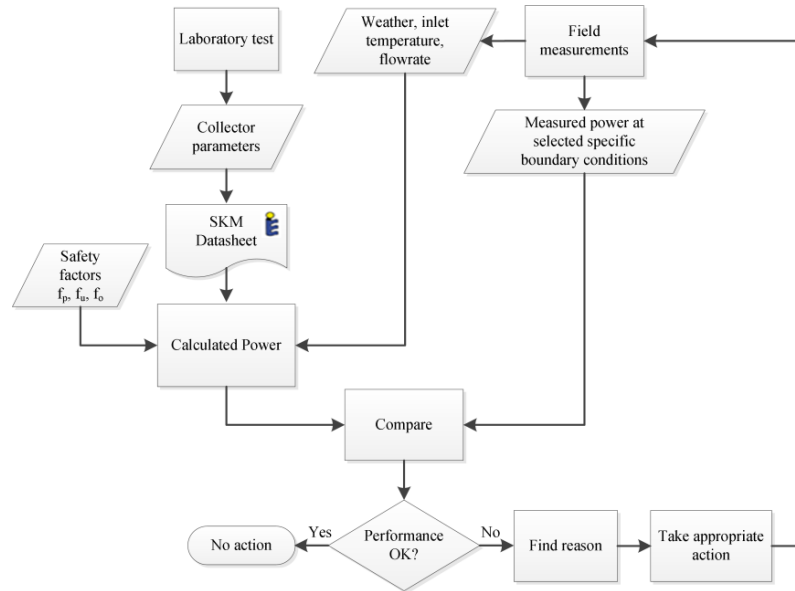 Laboratory test
Weather, inlet
temperature,
flowrate
Field
measurements
Collector
parameters
Measured power at
selected specific
boundary conditions
SKM
Datasheet
Safety
factors
fp, fu, fo
Calculated Power
Compare
Performance
OK?
Yes
No
No action
Find reason
Take appropriate
action